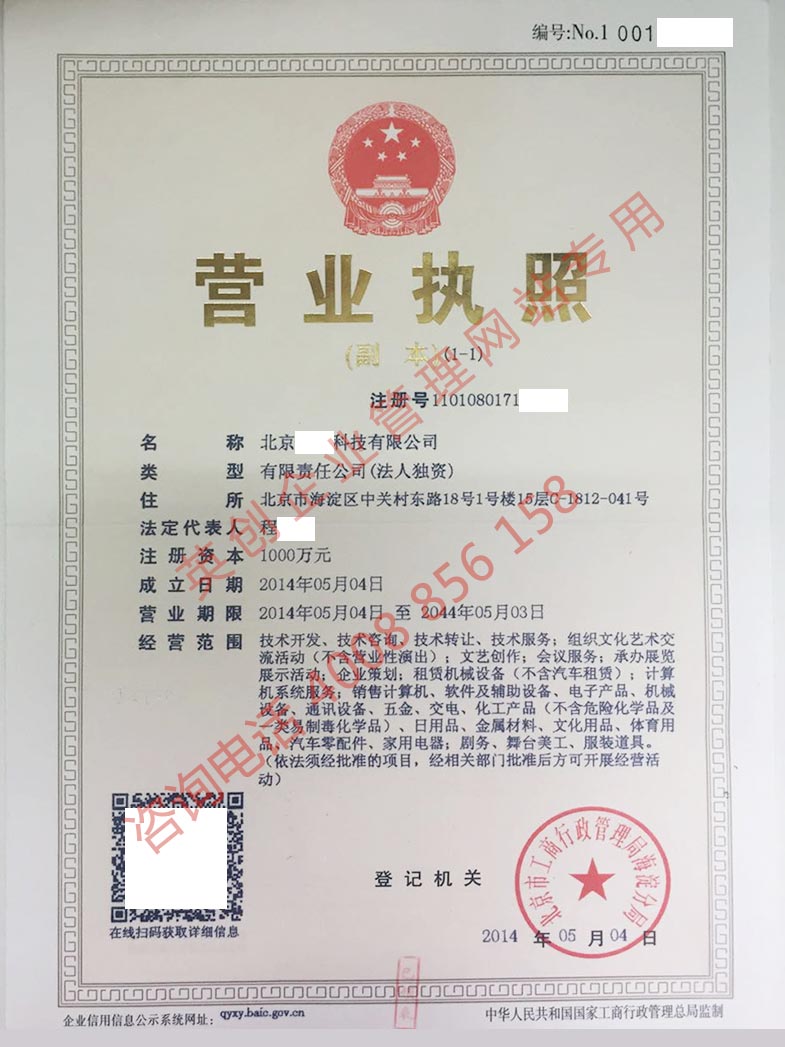 编号:No.1 001
营业执照
(副 本)(1-1)
注册号1101080171
名 称 北京 科技有限公司
类 型 有限责任公司(法人独资)
住 所 北京市海淀区中关村东路18号1号楼15层C-1812-041号
法定代表人 程
注册资本 1000万元
成立日期 2014年05月04日
营业期限 2014年05月04日 至 2044年05月03日
经营范围 技术开发、技术咨询、技术转让、技术服务；组织文化艺术交
流活动（不含营业性演出）；文艺创作；会议服务；承办展览
展示活动；企业策划；租赁机械设备（不含汽车租赁）；计算
机系统服务；销售计算机、软件及辅助设备、电子产品、机械
设备、通讯设备、五金、交电、化工产品（不含危险化学品及
一类易制毒化学品）、日用品、金属材料、文化用品、体育用
品、汽车零配件、家用电器；剧务、舞台美工、服装道具。
（依法须经批准的项目，经相关部门批准后方可开展经营活
动）
英创企业管理网站专用
咨询电话 4008 856 158
在线扫码获取详细信息
登记机关
北京市工商行政管理局海淀分局
2014 年 05 月 04 日
企业信用信息公示系统网址: qyxy.baic.gov.cn
中华人民共和国国家工商行政管理总局监制